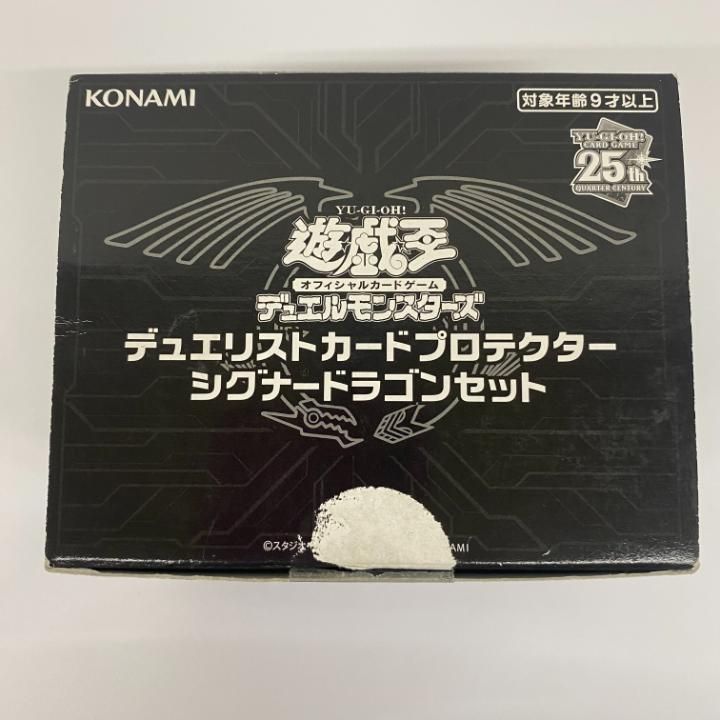 KONAMI
対象年齢9才以上
YU-GI-OH!
CARD GAME
25th
QUARTER CENTURY
YU-GI-OH!
遊戯王
オフィシャルカードゲーム
デュエルモンスターズ
デュエリストカードプロテクター
シグナードラゴンセット
©スタジオ
AMI